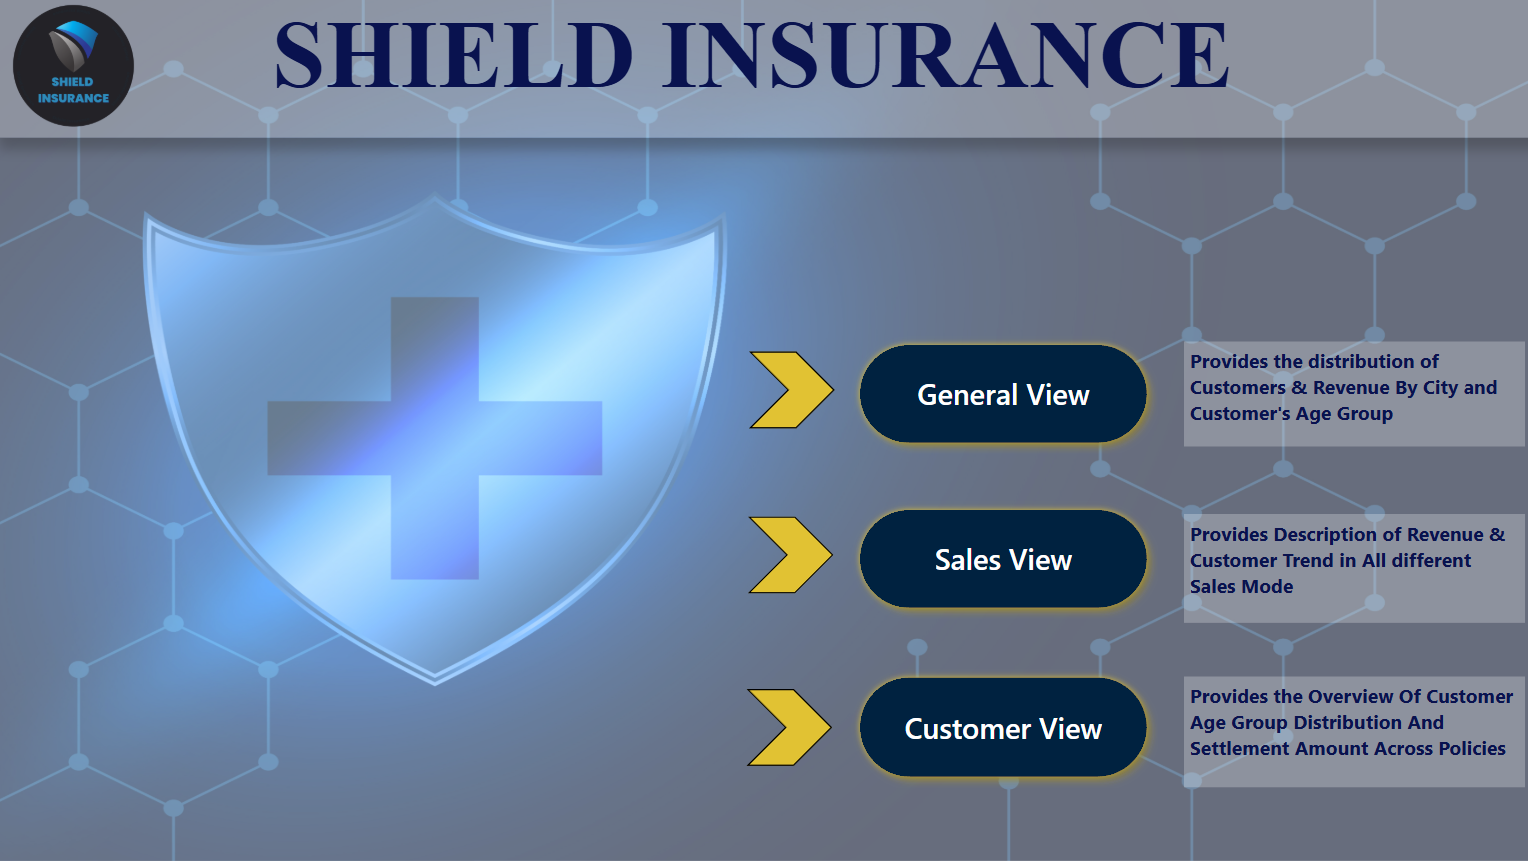 SHIELD
INSURANCE
SHIELD INSURANCE
General View
Provides the distribution of
Customers & Revenue By City and
Customer's Age Group
Sales View
Provides Description of Revenue &
Customer Trend in All different
Sales Mode
Customer View
Provides the Overview Of Customer
Age Group Distribution And
Settlement Amount Across Policies